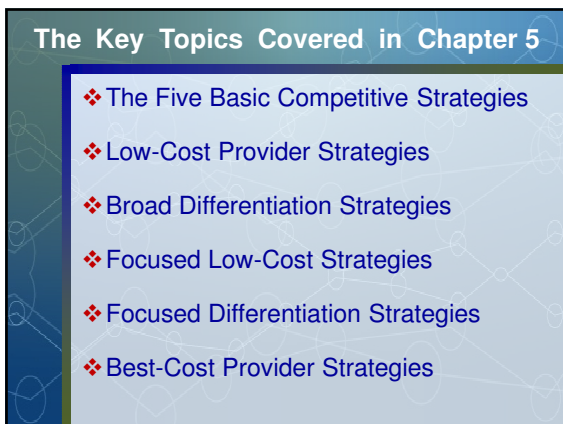 The Key Topics Covered in Chapter 5
❖ The Five Basic Competitive Strategies
❖ Low-Cost Provider Strategies
❖ Broad Differentiation Strategies
❖ Focused Low-Cost Strategies
❖ Focused Differentiation Strategies
❖ Best-Cost Provider Strategies